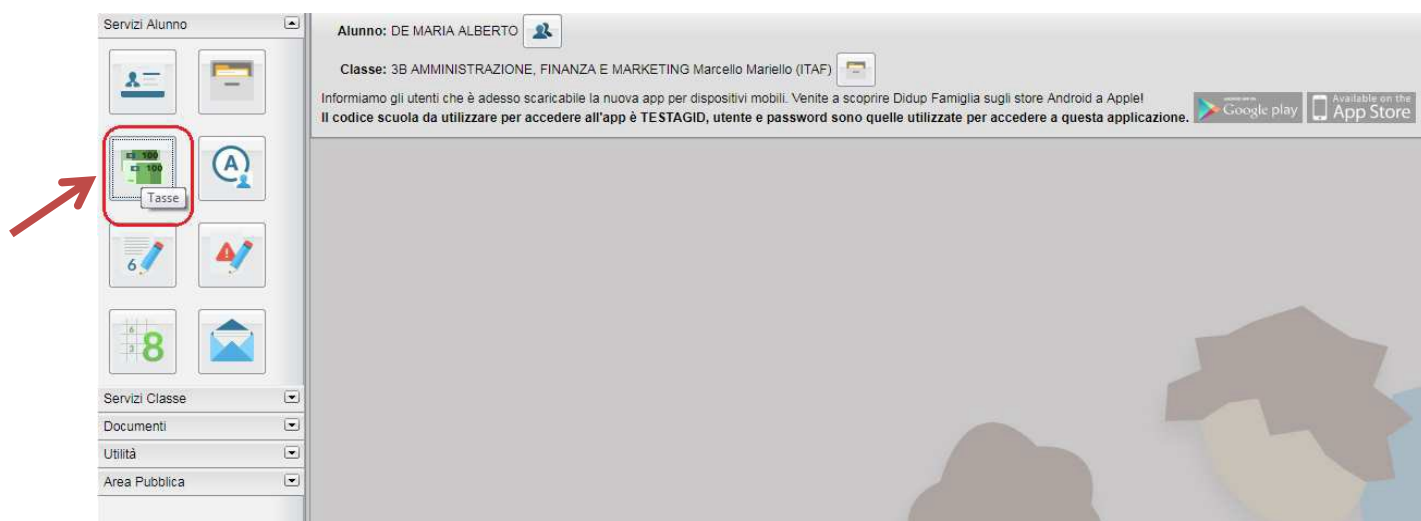 Servizi Alunno
100
100
Tasse
A
6
6
3
8
Servizi Classe
Documenti
Utilità
Area Pubblica
Alunno: DE MARIA ALBERTO
Classe: 3B AMMINISTRAZIONE, FINANZA E MARKETING Marcello Mariello (ITAF)
Informiamo gli utenti che è adesso scaricabile la nuova app per dispositivi mobili. Venite a scoprire Didup Famiglia sugli store Android a Apple!
Il codice scuola da utilizzare per accedere all'app è TESTAGID, utente e password sono quelle utilizzate per accedere a questa applicazione.
Google play
Available on the
App Store